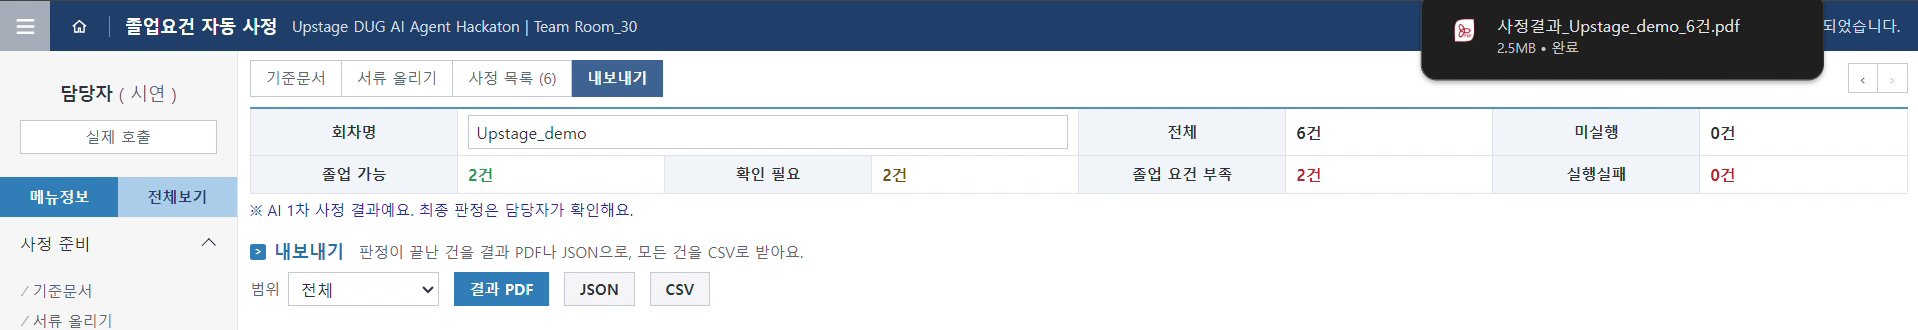 졸업요건 자동 사정 Upstage DUG AI Agent Hackaton | Team Room_30
사정결과_Upstage_demo_6건.pdf
2.5MB • 완료
되었습니다.
담당자 ( 시연 )
실제 호출
메뉴정보 전체보기
사정 준비
/ 기준문서
/ 서류 올리기
기준문서 서류 올리기 사정 목록 (6) 내보내기
‹ ›
회차명 Upstage_demo 전체 6건 미실행 0건
졸업 가능 2건 확인 필요 2건 졸업 요건 부족 2건 실행실패 0건
※ AI 1차 사정 결과예요. 최종 판정은 담당자가 확인해요.
> 내보내기 판정이 끝난 건을 결과 PDF나 JSON으로, 모든 건을 CSV로 받아요.
범위 전체 결과 PDF JSON CSV